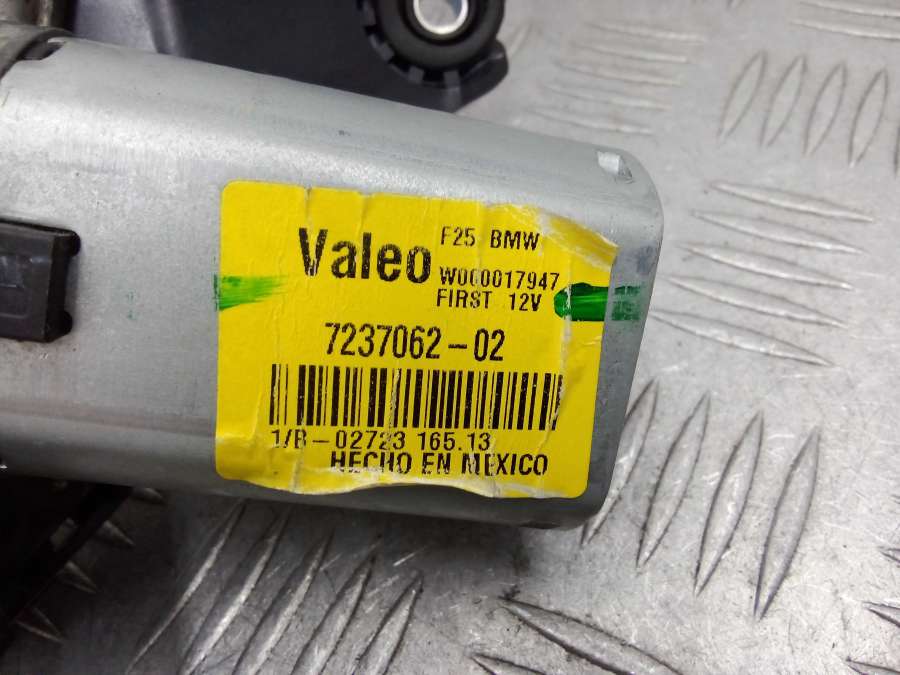 F25 BMW
Valeo
W000017947
FIRST 12V
7237062-02
1/R-02723 165.13
HECHO EN MEXICO